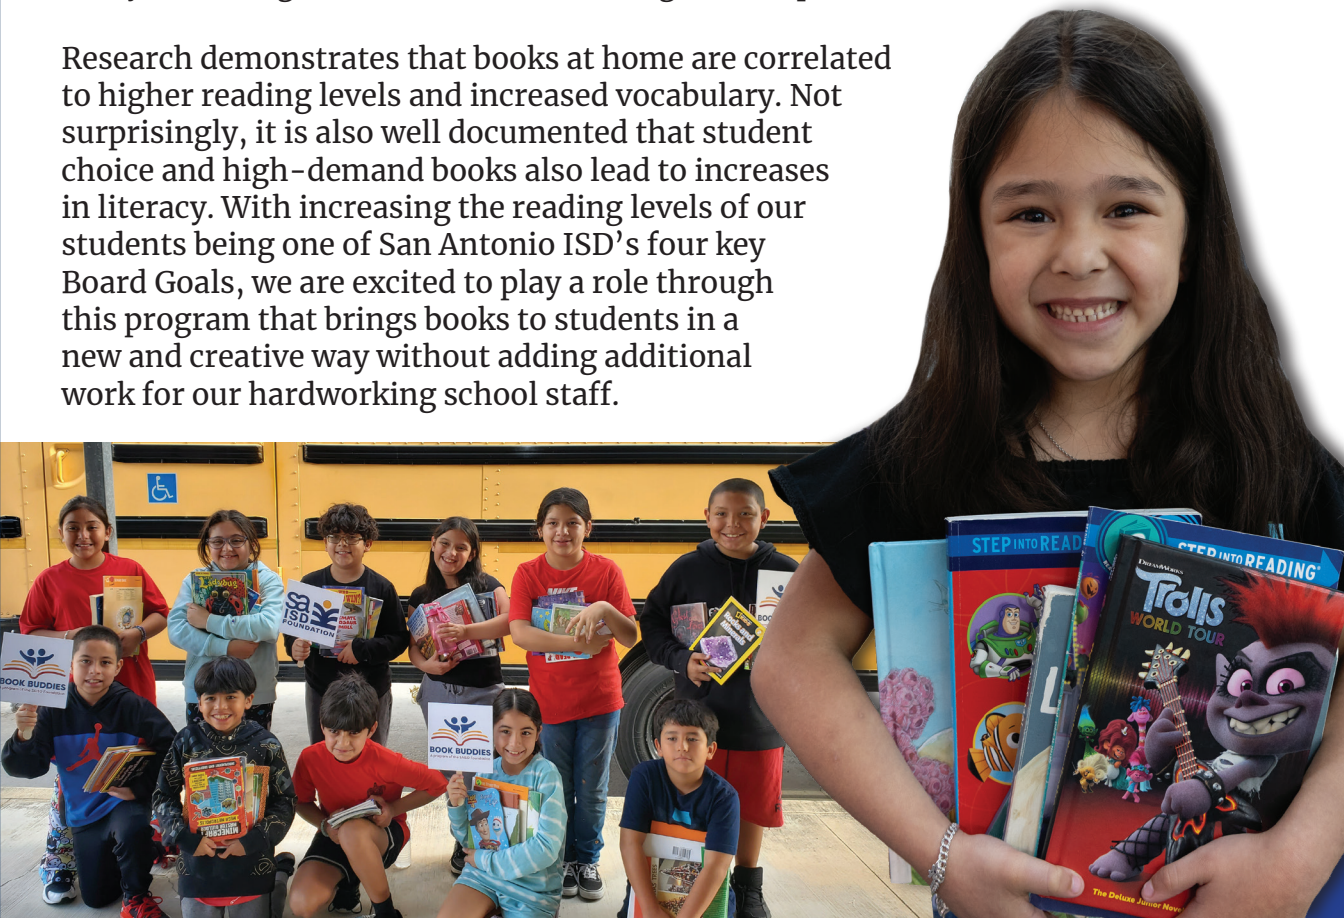 Research demonstrates that books at home are correlated
to higher reading levels and increased vocabulary. Not
surprisingly, it is also well documented that student
choice and high-demand books also lead to increases
in literacy. With increasing the reading levels of our
students being one of San Antonio ISD’s four key
Board Goals, we are excited to play a role through
this program that brings books to students in a
new and creative way without adding additional
work for our hardworking school staff.
STEP INTO READ
STEP INTO READING
DREAMWORKS
Trolls
WORLD TOUR
The Deluxe Junior Nove
Ladybug
sa
ISD
FOUNDATION
BOOK
BOOK BUDDIES
BOOK BUDDIES
MINECRAFT